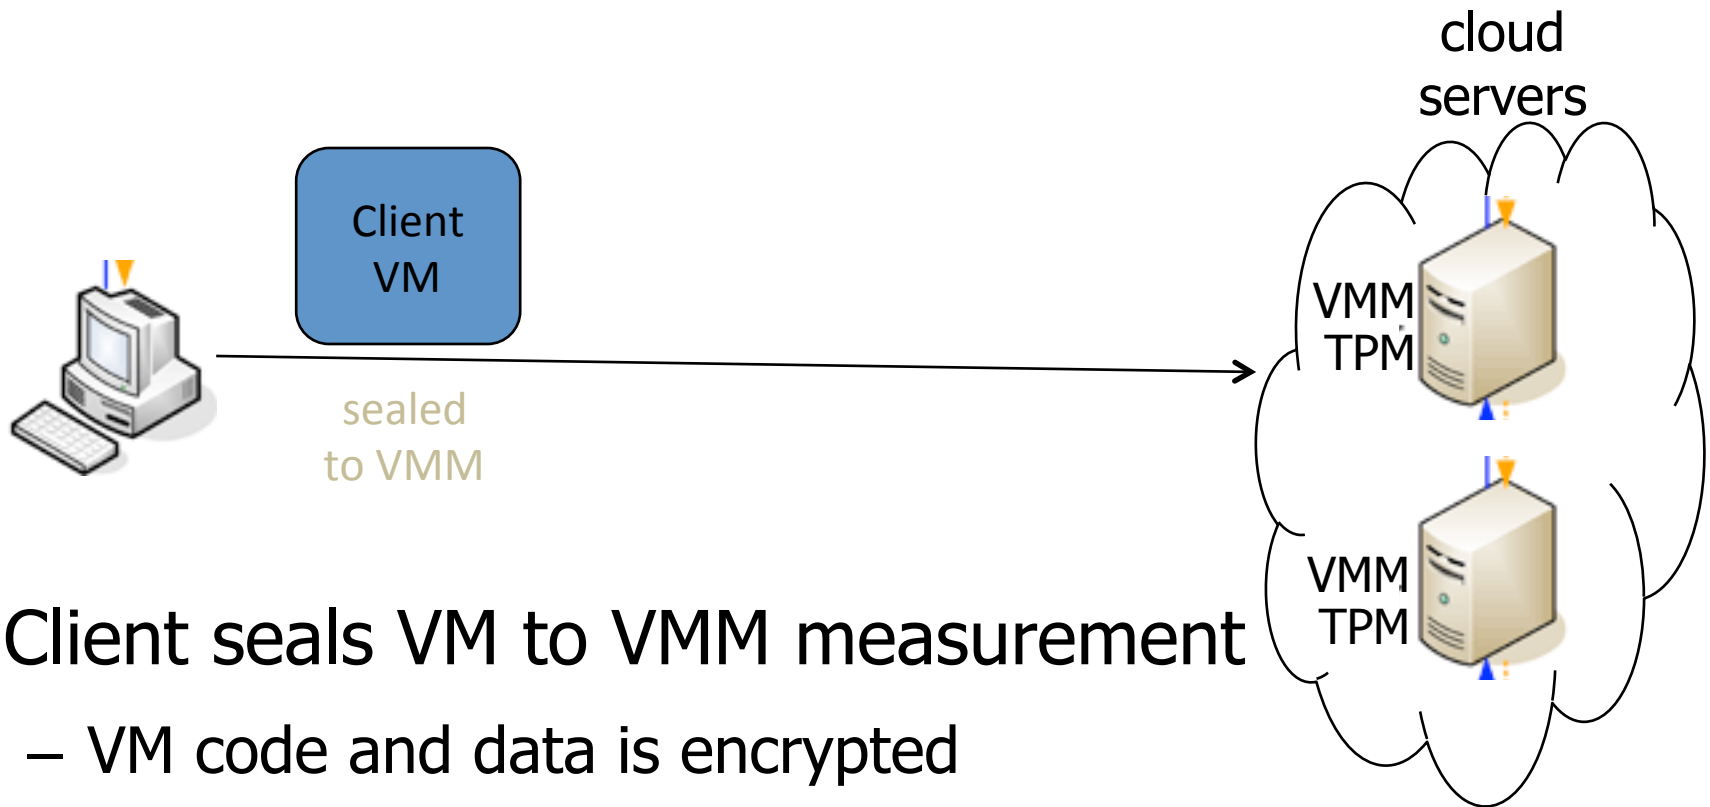 cloud
servers
Client
VM
sealed
to VMM
VMM
TPM
VMM
TPM
Client seals VM to VMM measurement
– VM code and data is encrypted